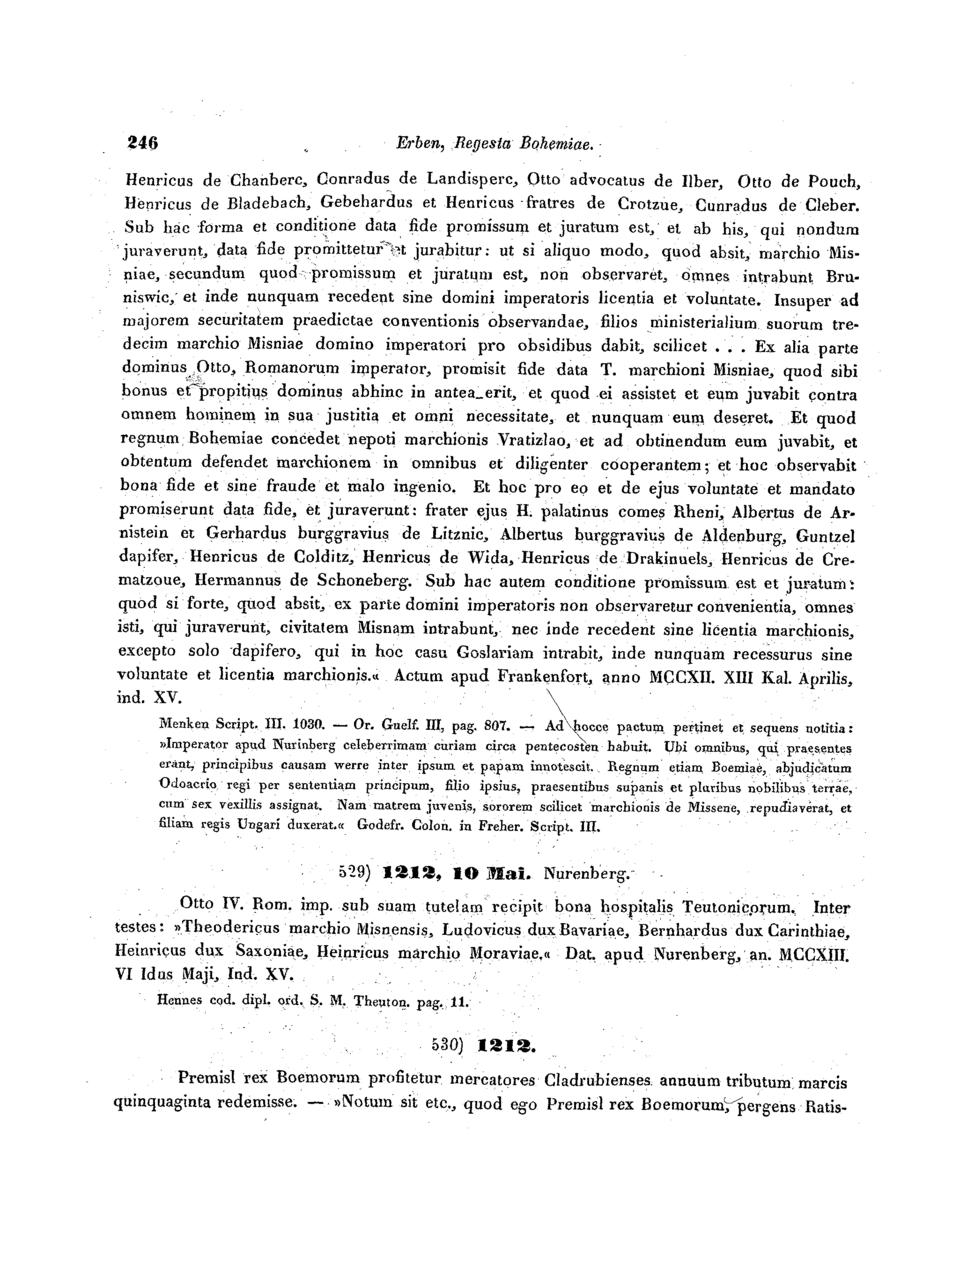 246 Erben, Regesta Bohemiae.
Henricus de Chanberc, Conradus de Landisperc, Otto advocatus de Ilber, Otto de Pouch,
Henricus de Bladebach, Gebehardus et Henricus fratres de Crotzue, Cunradus de Cleber.
Sub hac forma et conditione data fide promissum et juratum est, et ab his, qui nondum
juraverunt, data fide promittetur et jurabitur: ut si aliquo modo, quod absit, marchio Mis-
niae, secundum quod promissum et juratum est, non observaret, omnes intrabunt Bru-
niswic, et inde nunquam recedent sine domini imperatoris licentia et voluntate. Insuper ad
majorem securitatem praedictae conventionis observandae, filios ministerialium suorum tre-
decim marchio Misniae domino imperatori pro obsidibus dabit, scilicet . . . Ex alia parte
dominus Otto, Romanorum imperator, promisit fide data T. marchioni Misniae, quod sibi
bonus et propitius dominus abhinc in antea erit, et quod ei assistet et eum juvabit contra
omnem hominem in sua justitia et omni necessitate, et nunquam eum deseret. Et quod
regnum Bohemiae concedet nepoti marchionis Vratizlao, et ad obtinendum eum juvabit, et
obtentum defendet marchionem in omnibus et diligenter cooperantem; et hoc observabit
bona fide et sine fraude et malo ingenio. Et hoc pro eo et de ejus voluntate et mandato
promiserunt data fide, et juraverunt: frater ejus H. palatinus comes Rheni, Albertus de Ar-
nistein et Gerhardus burggravius de Litznic, Albertus burggravius de Aldenburg, Guntzel
dapifer, Henricus de Colditz, Henricus de Wida, Henricus de Drakinuels, Henricus de Cre-
matzoue, Hermannus de Schoneberg. Sub hac autem conditione promissum est et juratum:
quod si forte, quod absit, ex parte domini imperatoris non observaretur convenientia, omnes
isti, qui juraverunt, civitatem Misnam intrabunt, nec inde recedent sine licentia marchionis,
excepto solo dapifero, qui in hoc casu Goslariam intrabit, inde nunquam recessurus sine
voluntate et licentia marchionis.« Actum apud Frankenfort, anno MCCXII. XIII Kal. Aprilis,
ind. XV.
Menken Script. III. 1030. — Or. Guelf. III, pag. 807. — Ad hocce pactum pertinet et sequens notitia:
»Imperator apud Nurinberg celeberrimam curiam circa pentecosten habuit. Ubi omnibus, qui praesentes
erant, principibus causam werre inter ipsum et papam innotescit. Regnum etiam Boemiae, abjudicatum
Odoacrio regi per sententiam principum, filio ipsius, praesentibus supanis et pluribus nobilibus terrae,
cum sex vexillis assignat. Nam matrem juvenis, sororem scilicet marchionis de Missene, repudiaverat, et
filiam regis Ungari duxerat.« Godefr. Colon. in Freher. Script. III.
529) 1212, 10 Mai. Nurenberg.
Otto IV. Rom. imp. sub suam tutelam recipit bona hospitalis Teutonicorum. Inter
testes: »Theodericus marchio Misnensis, Ludovicus dux Bavariae, Bernhardus dux Carinthiae,
Heinricus dux Saxoniae, Heinricus marchio Moraviae.« Dat. apud Nurenberg, an. MCCXIII.
VI Idus Maji, Ind. XV.
Hennes cod. dipl. ord. S. M. Theuton. pag. 11.
530) 1212.
Premisl rex Boemorum profitetur mercatores Cladrubienses annuum tributum marcis
quinquaginta redemisse. — »Notum sit etc., quod ego Premisl rex Boemorum, pergens Ratis-